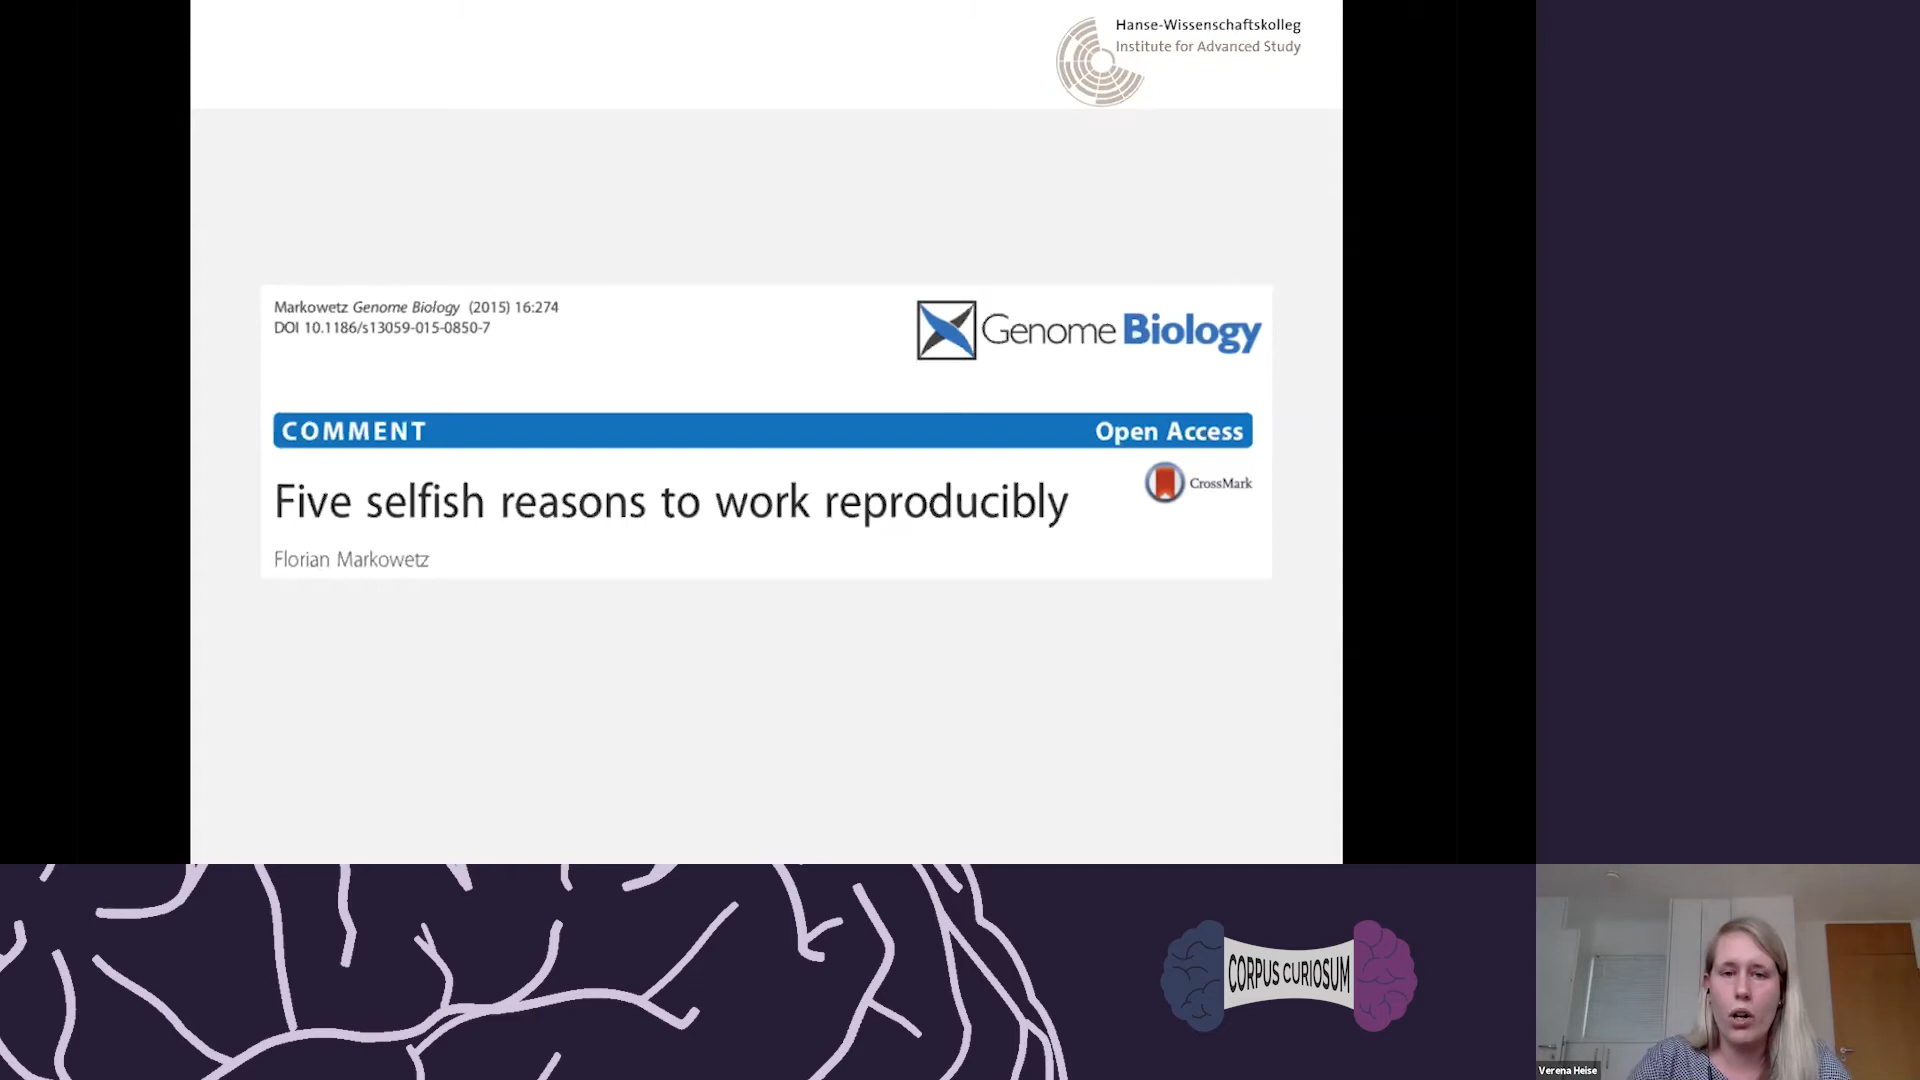 Hanse-Wissenschaftskolleg
Institute for Advanced Study
Markowetz Genome Biology (2015) 16:274
DOI 10.1186/s13059-015-0850-7
Genome Biology
COMMENT
Open Access
Five selfish reasons to work reproducibly
CrossMark
Florian Markowetz
CORPUS CURIOSUM
Verena Heise